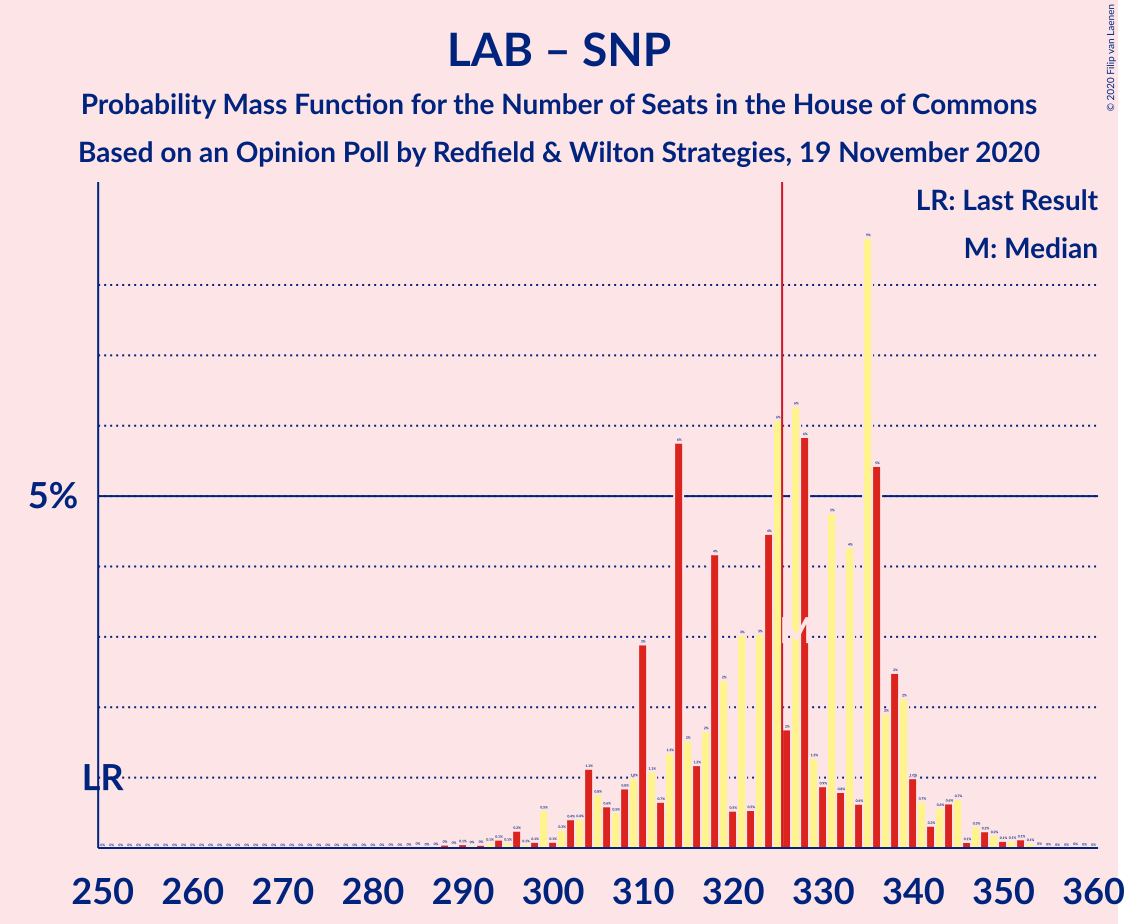 LAB – SNP
Probability Mass Function for the Number of Seats in the House of Commons
Based on an Opinion Poll by Redfield & Wilton Strategies, 19 November 2020
© 2020 Filip van Laenen
LR: Last Result
M: Median
5%
M
LR
250 260 270 280 290 300 310 320 330 340 350 360